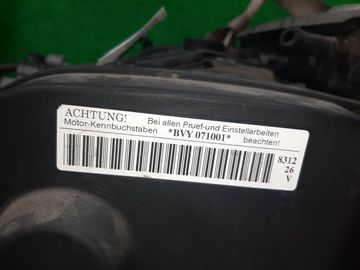 ACHTUNG! Bei allen Pruef-und Einstellarbeiten
Motor-Kennbuchstaben *BVY 071001* beachten!
8312
26
V